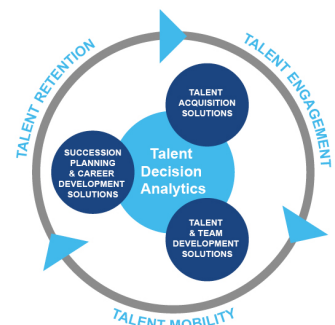 TALENT RETENTION
TALENT ENGAGEMENT
TALENT
ACQUISITION
SOLUTIONS
SUCCESSION
PLANNING
& CAREER
DEVELOPMENT
SOLUTIONS
Talent
Decision
Analytics
TALENT
& TEAM
DEVELOPMENT
SOLUTIONS
TALENT MOBILITY